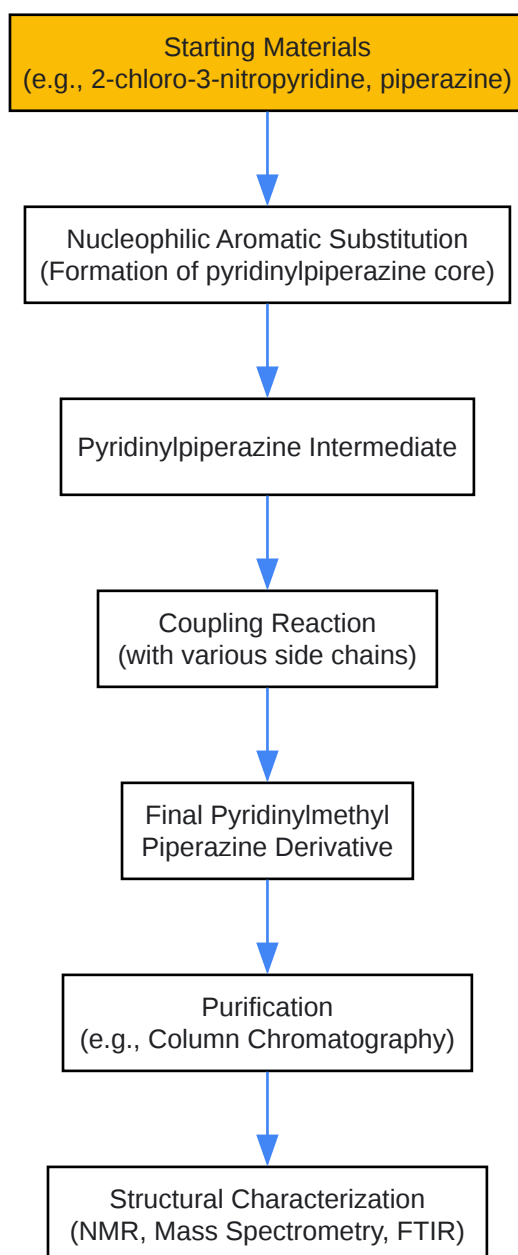 Starting Materials
(e.g., 2-chloro-3-nitropyridine, piperazine)
Nucleophilic Aromatic Substitution
(Formation of pyridinylpiperazine core)
Pyridinylpiperazine Intermediate
Coupling Reaction
(with various side chains)
Final Pyridinylmethyl
Piperazine Derivative
Purification
(e.g., Column Chromatography)
Structural Characterization
(NMR, Mass Spectrometry, FTIR)